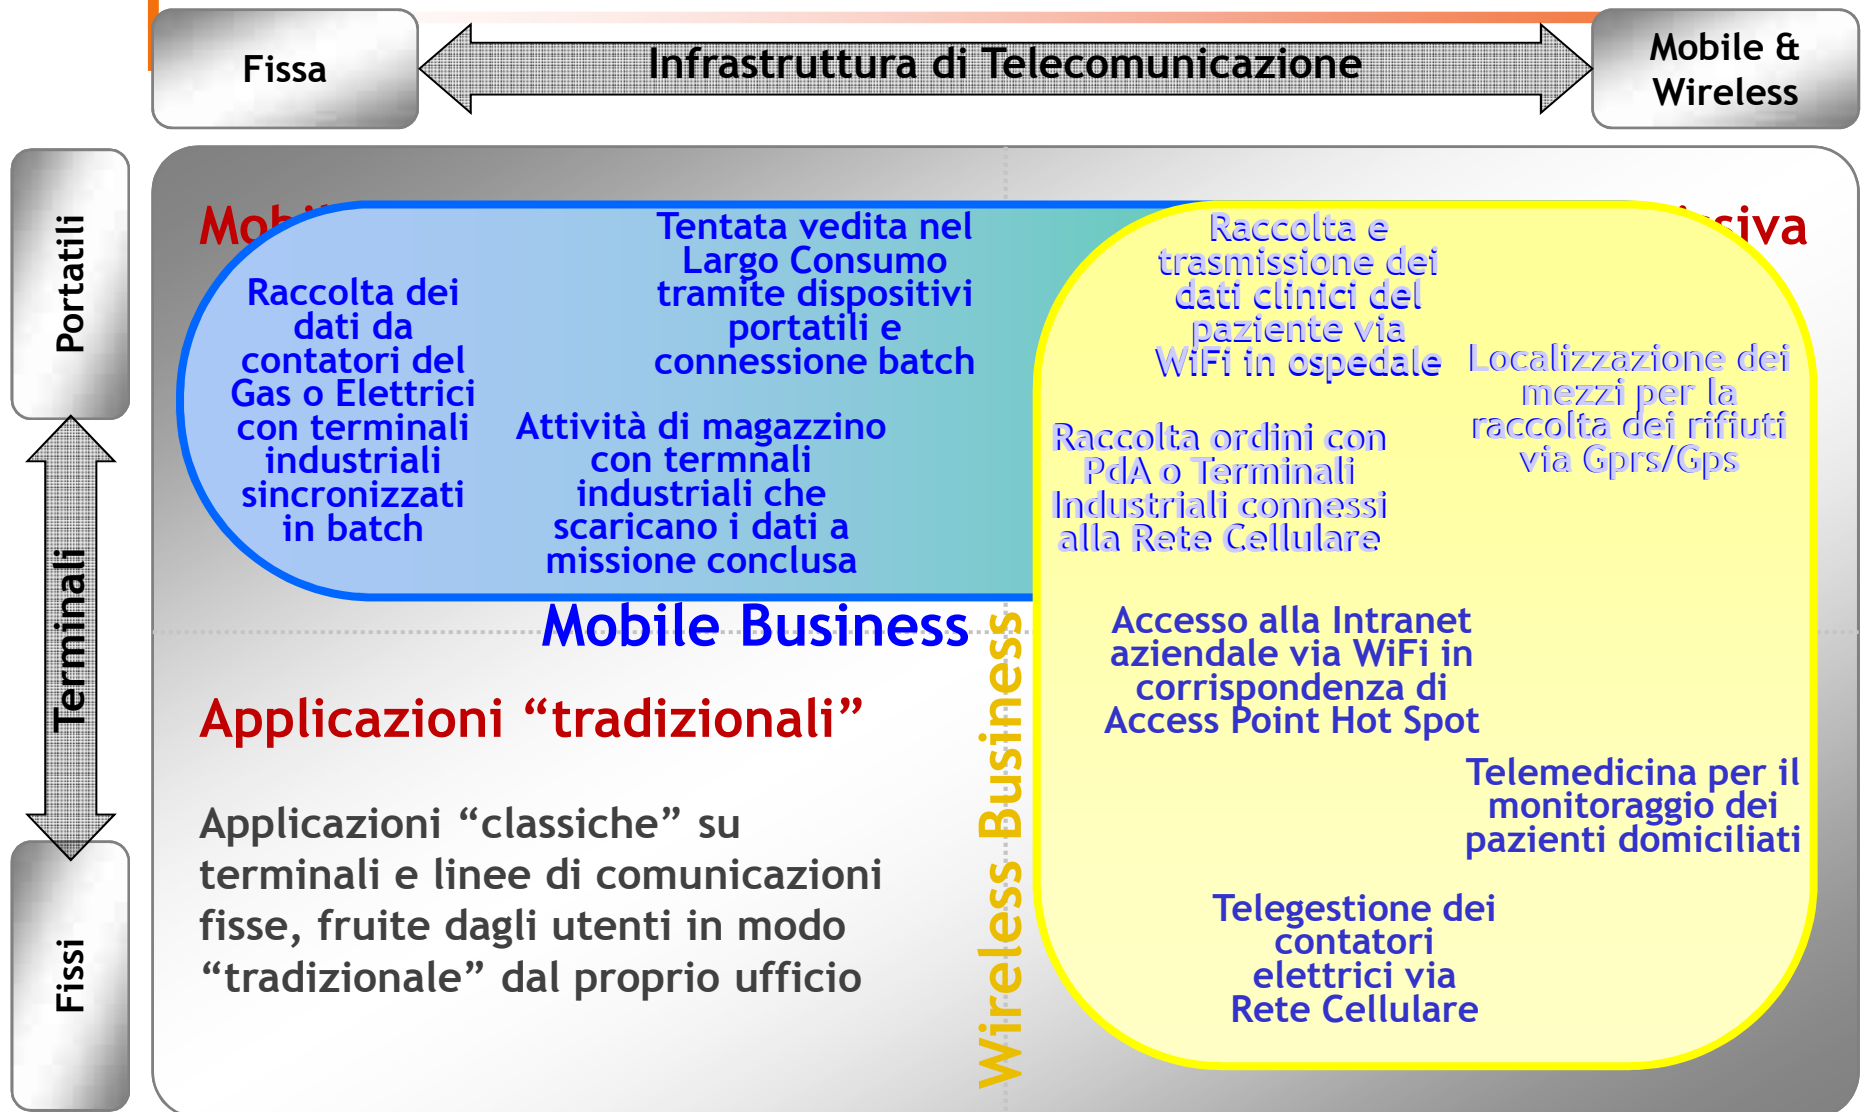 Fissa
Infrastruttura di Telecomunicazione
Mobile &
Wireless
Portatili
Terminali
Fissi
Tentata vedita nel
Largo Consumo
tramite dispositivi
portatili e
connessione batch
Raccolta dei
dati da
contatori del
Gas o Elettrici
con terminali
industriali
sincronizzati
in batch
Attività di magazzino
con termnali
industriali che
scaricano i dati a
missione conclusa
Mobile Business
Raccolta e
trasmissione dei
dati clinici del
paziente via
WiFi in ospedale
Localizzazione dei
mezzi per la
raccolta dei rifiuti
via Gprs/Gps
Raccolta ordini con
PdA o Terminali
Industriali connessi
alla Rete Cellulare
Wireless Business
Accesso alla Intranet
aziendale via WiFi in
corrispondenza di
Access Point Hot Spot
Telemedicina per il
monitoraggio dei
pazienti domiciliati
Telegestione dei
contatori
elettrici via
Rete Cellulare
Applicazioni “tradizionali”
Applicazioni “classiche” su
terminali e linee di comunicazioni
fisse, fruite dagli utenti in modo
“tradizionale” dal proprio ufficio